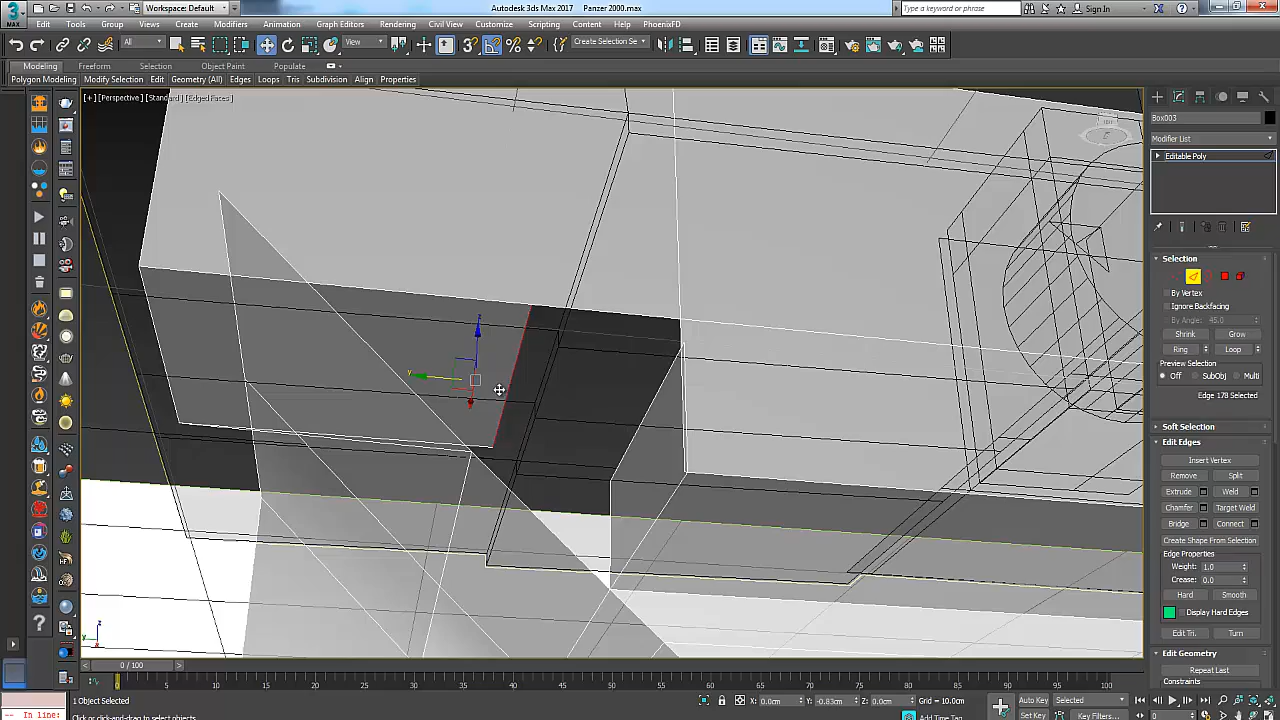 Workspace: Default
Autodesk 3ds Max 2017    Panzer 2000.max
Type a keyword or phrase
Sign In
MAX
Edit Tools Group Views Create Modifiers Animation Graph Editors Rendering Civil View Customize Scripting Content Help PhoenixFD
All
View
Create Selection Se
Modeling Freeform Selection Object Paint Populate
Polygon Modeling Modify Selection Edit Geometry (All) Edges Loops Tris Subdivision Align Properties
[+] [Perspective] [Standard] [Edged Faces]
Box003
Modifier List
Editable Poly
Selection
By Vertex
Ignore Backfacing
By Angle: 45.0
Shrink Grow
Ring Loop
Preview Selection
Off SubObj Multi
Edge 178 Selected
Soft Selection
Edit Edges
Insert Vertex
Remove Split
Extrude Weld
Chamfer Target Weld
Bridge Connect
Create Shape From Selection
Edge Properties
Weight: 1.0
Crease: 0.0
Hard Smooth
Display Hard Edges
Edit Tri. Turn
Edit Geometry
Repeat Last
Constraints
z
y
z
y
x
0 / 100
0 5 10 15 20 25 30 35 40 45 50 55 60 65 70 75 80 85 90 95 100
1 Object Selected
X: 0.0cm Y: -0.83cm Z: 0.0cm Grid = 10.0cm
Auto Key Selected
In line:
Click or click-and-drag to select objects
Add Time Tag
Set Key Key Filters...